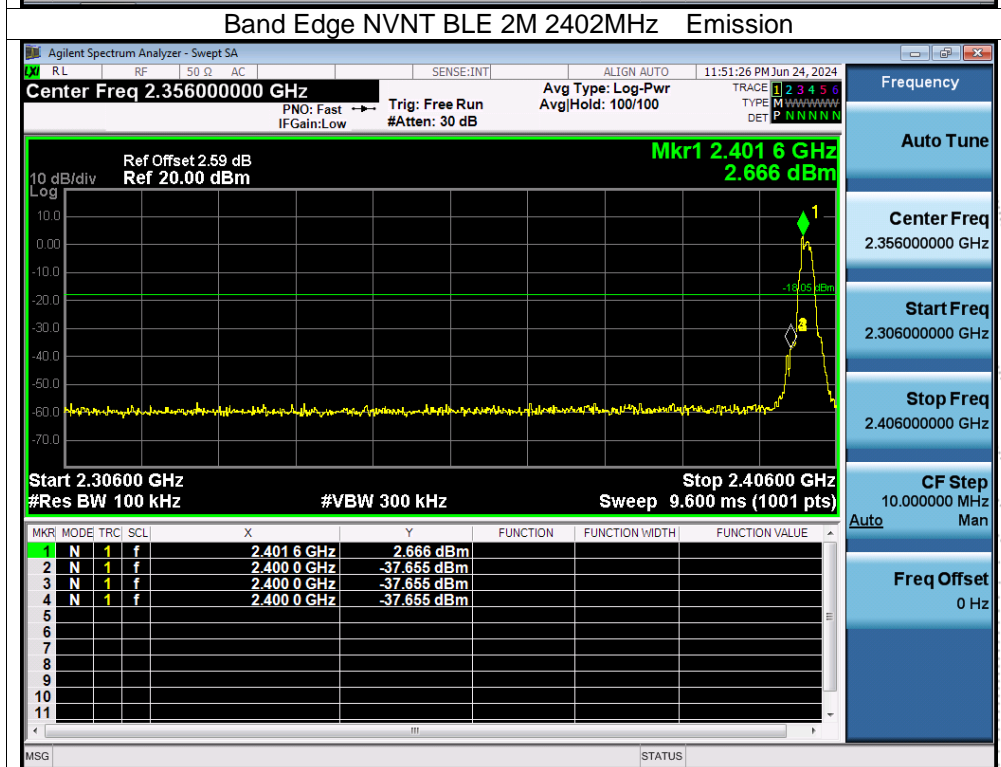 Band Edge NVNT BLE 2M 2402MHz Emission
Agilent Spectrum Analyzer - Swept SA
LXI RL RF 50 Ω AC SENSE:INT ALIGN AUTO 11:51:26 PM Jun 24, 2024
Center Freq 2.356000000 GHz Avg Type: Log-Pwr TRACE 1 2 3 4 5 6
PNO: Fast Trig: Free Run Avg|Hold: 100/100 TYPE M WWWWW
IFGain:Low #Atten: 30 dB DET P N N N N N
Mkr1 2.401 6 GHz
Ref Offset 2.59 dB
10 dB/div Ref 20.00 dBm 2.666 dBm
Log
10.0
1
0.00
-10.0
-18.05 dBm
-20.0
-30.0
-40.0
-50.0
-60.0
-70.0
Start 2.30600 GHz Stop 2.40600 GHz
#Res BW 100 kHz #VBW 300 kHz Sweep 9.600 ms (1001 pts)
MKR MODE TRC SCL X Y FUNCTION FUNCTION WIDTH FUNCTION VALUE
1 N 1 f 2.401 6 GHz 2.666 dBm
2 N 1 f 2.400 0 GHz -37.655 dBm
3 N 1 f 2.400 0 GHz -37.655 dBm
4 N 1 f 2.400 0 GHz -37.655 dBm
5
6
7
8
9
10
11
MSG STATUS
Frequency
Auto Tune
Center Freq
2.356000000 GHz
Start Freq
2.306000000 GHz
Stop Freq
2.406000000 GHz
CF Step
10.000000 MHz
Auto Man
Freq Offset
0 Hz